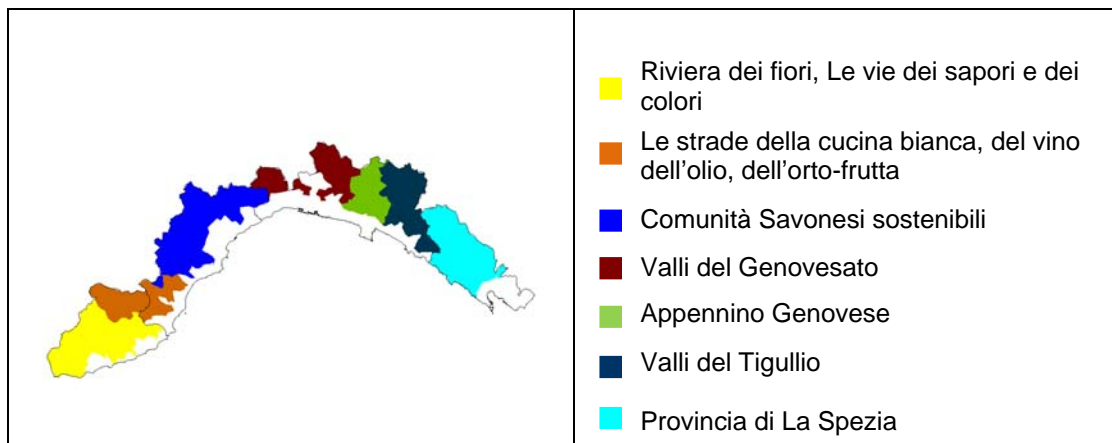 Riviera dei fiori, Le vie dei sapori e dei
colori
Le strade della cucina bianca, del vino
dell'olio, dell'orto-frutta
Comunità Savonesi sostenibili
Valli del Genovesato
Appennino Genovese
Valli del Tigullio
Provincia di La Spezia